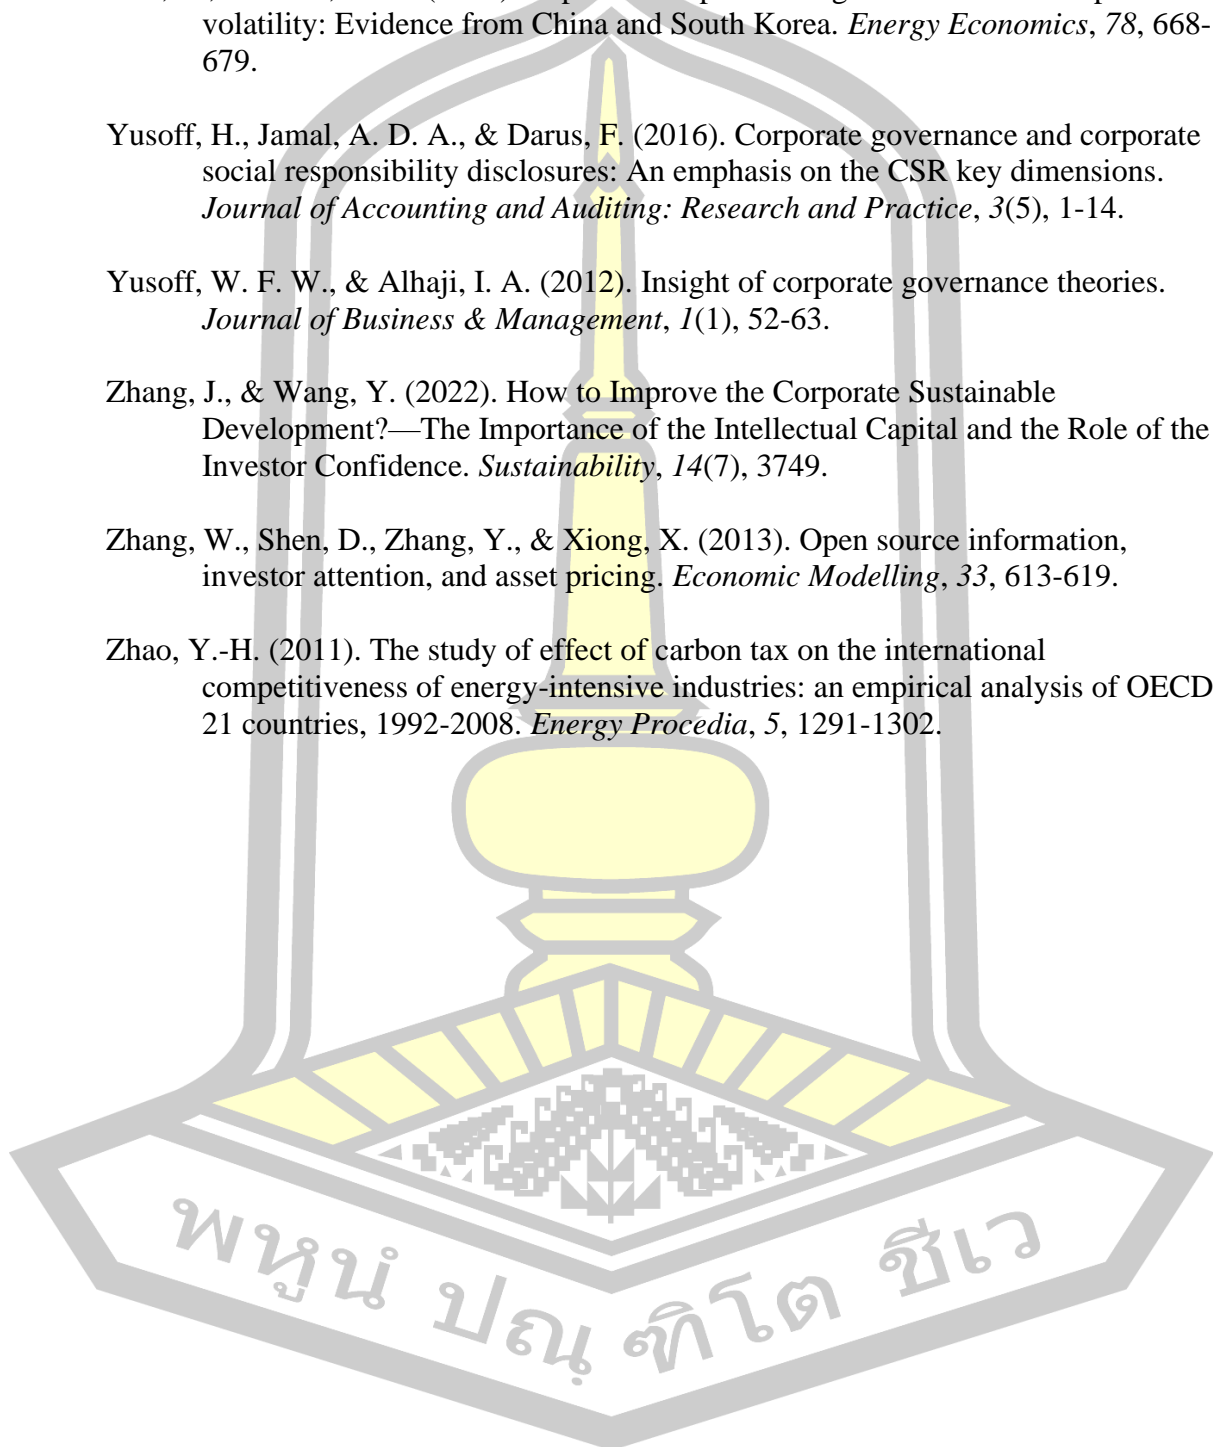 volatility: Evidence from China and South Korea. Energy Economics, 78, 668-
679.
Yusoff, H., Jamal, A. D. A., & Darus, F. (2016). Corporate governance and corporate
social responsibility disclosures: An emphasis on the CSR key dimensions.
Journal of Accounting and Auditing: Research and Practice, 3(5), 1-14.
Yusoff, W. F. W., & Alhaji, I. A. (2012). Insight of corporate governance theories.
Journal of Business & Management, 1(1), 52-63.
Zhang, J., & Wang, Y. (2022). How to Improve the Corporate Sustainable
Development?—The Importance of the Intellectual Capital and the Role of the
Investor Confidence. Sustainability, 14(7), 3749.
Zhang, W., Shen, D., Zhang, Y., & Xiong, X. (2013). Open source information,
investor attention, and asset pricing. Economic Modelling, 33, 613-619.
Zhao, Y.-H. (2011). The study of effect of carbon tax on the international
competitiveness of energy-intensive industries: an empirical analysis of OECD
21 countries, 1992-2008. Energy Procedia, 5, 1291-1302.
พหูนํ ปณฺฑิโต ชีเว